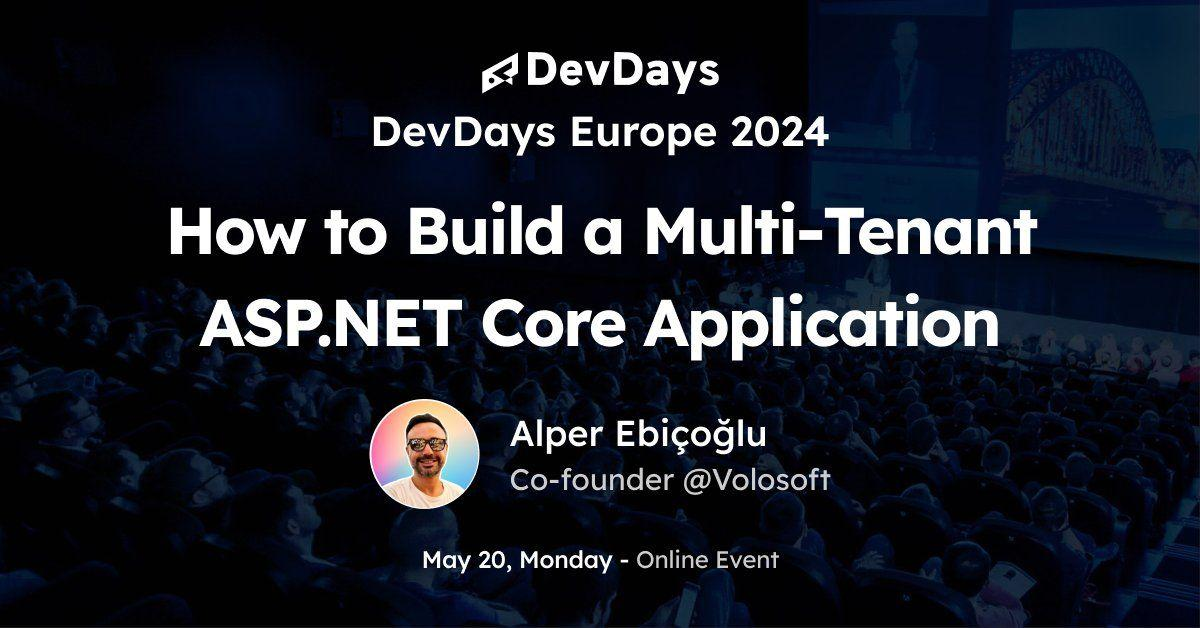 DevDays
DevDays Europe 2024
How to Build a Multi-Tenant
ASP.NET Core Application
Alper Ebiçoğlu
Co-founder @Volosoft
May 20, Monday - Online Event